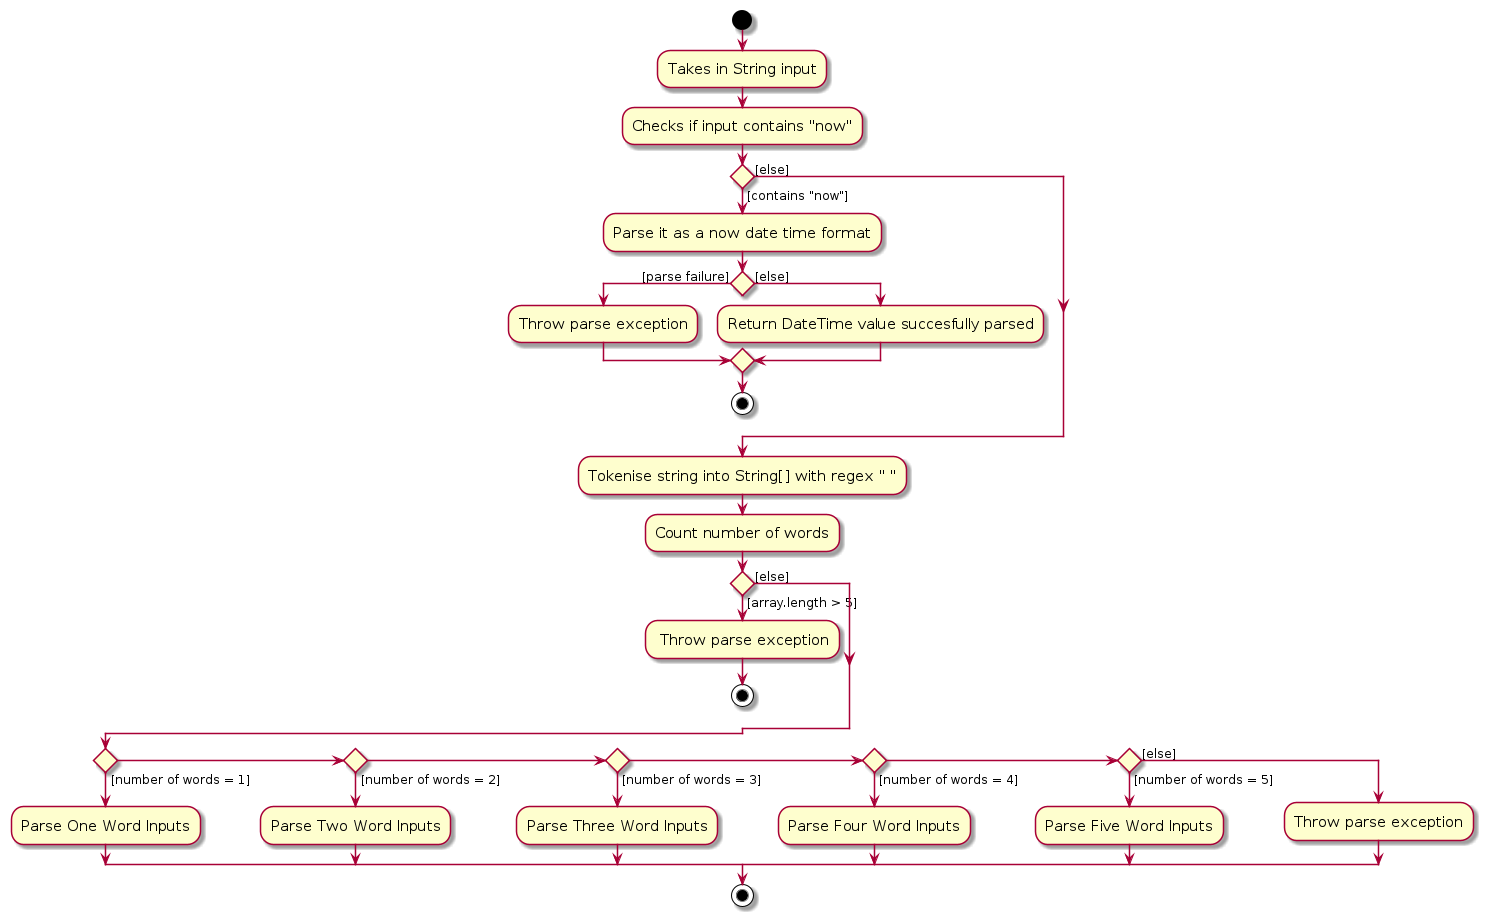 Takes in String input
Checks if input contains "now"
[else]
[contains "now"]
Parse it as a now date time format
[parse failure]
[else]
Throw parse exception
Return DateTime value succesfully parsed
Tokenise string into String[] with regex " "
Count number of words
[else]
[array.length > 5]
Throw parse exception
[else]
[number of words = 1]
[number of words = 2]
[number of words = 3]
[number of words = 4]
[number of words = 5]
Parse One Word Inputs
Parse Two Word Inputs
Parse Three Word Inputs
Parse Four Word Inputs
Parse Five Word Inputs
Throw parse exception